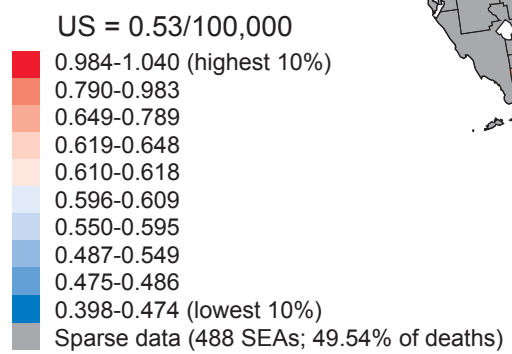 US = 0.53/100,000
0.984-1.040 (highest 10%)
0.790-0.983
0.649-0.789
0.619-0.648
0.610-0.618
0.596-0.609
0.550-0.595
0.487-0.549
0.475-0.486
0.398-0.474 (lowest 10%)
Sparse data (488 SEAs; 49.54% of deaths)